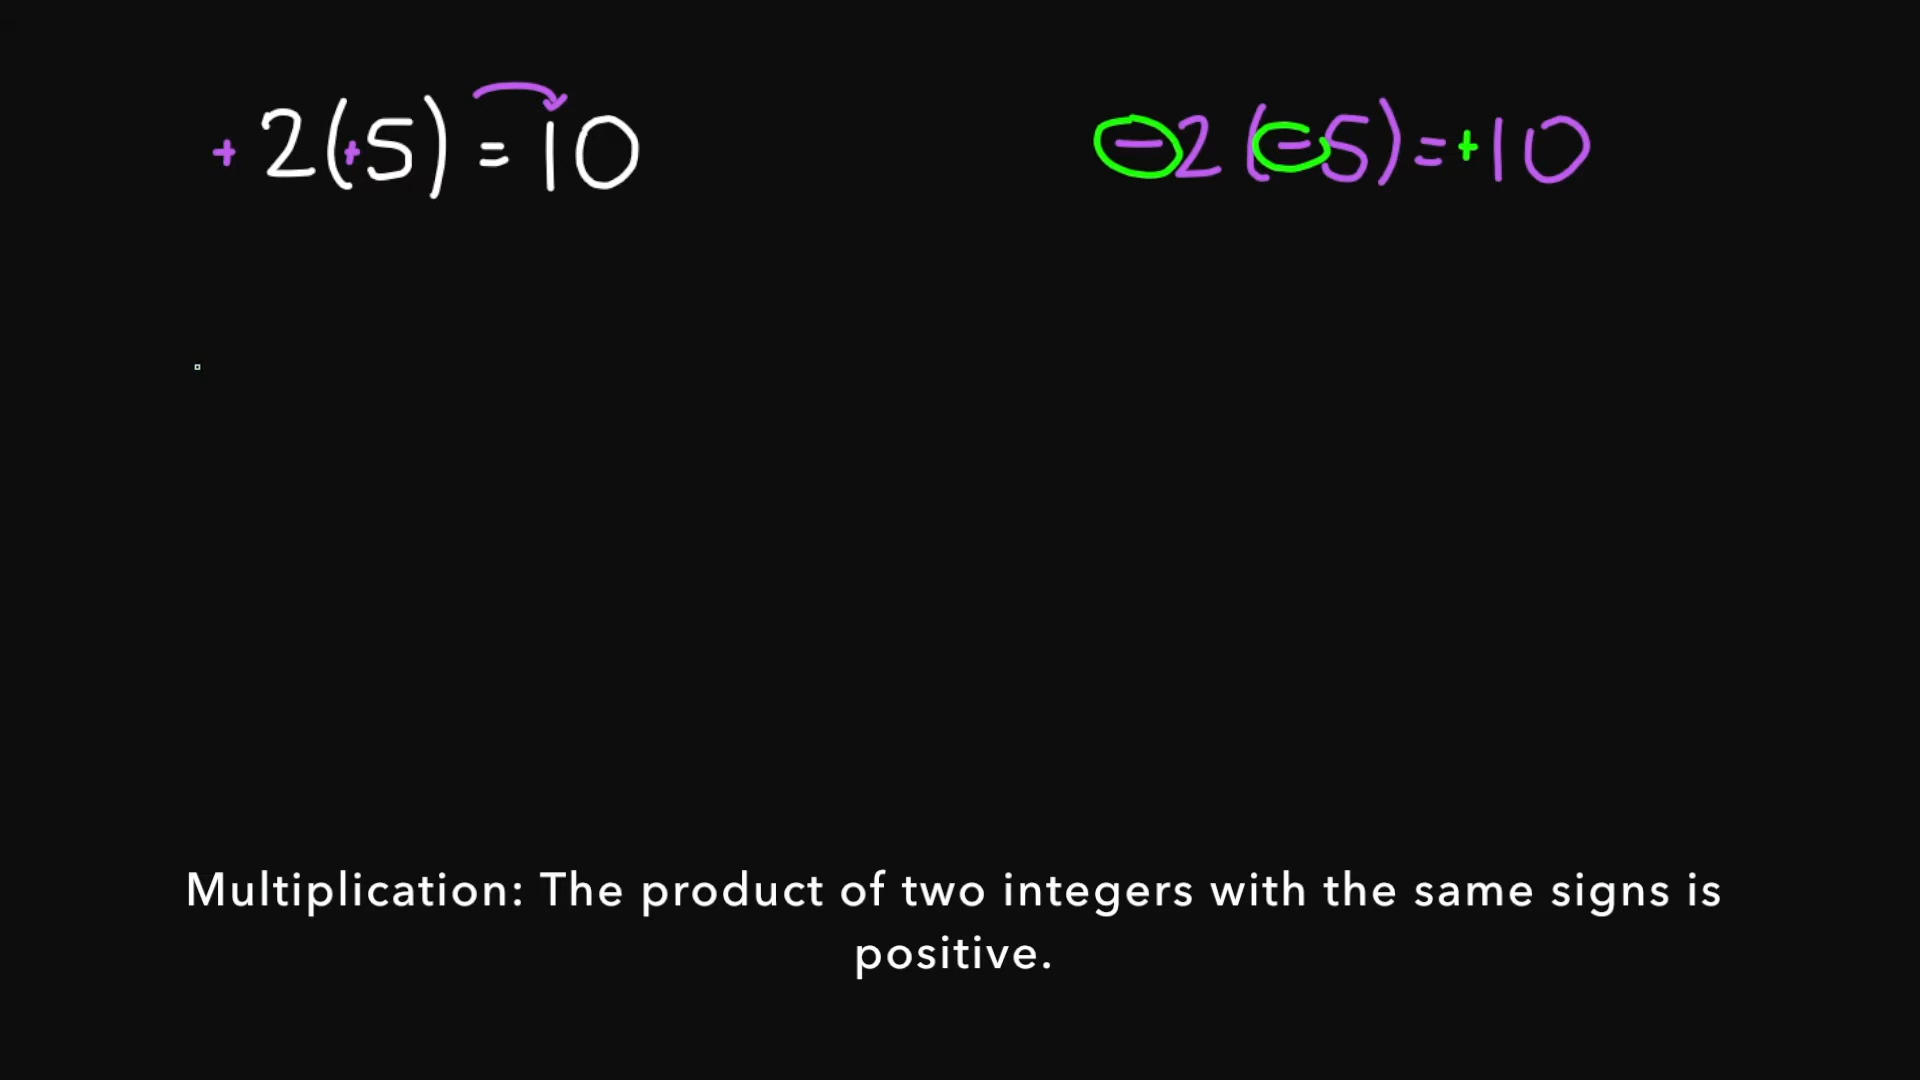 +2(+5) = 10
-2(-5) = +10
Multiplication: The product of two integers with the same signs is
positive.